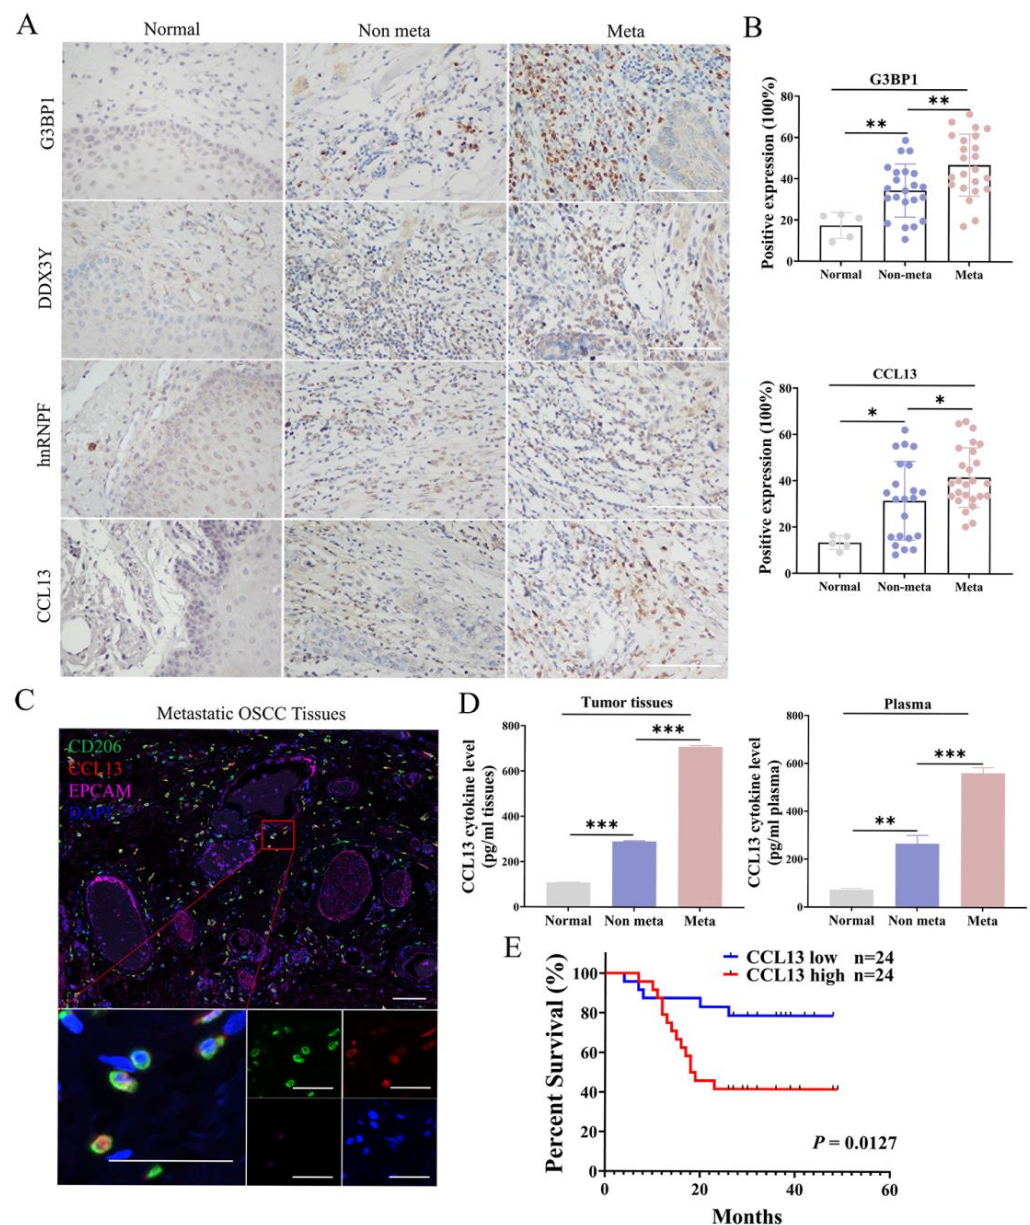 A
Normal
Non meta
Meta
G3BP1
DDX3Y
hnRNPF
CCL13
B
G3BP1
Positive expression (100%)
80
60
40
20
0
**
**
Normal
Non-meta
Meta
CCL13
Positive expression (100%)
80
60
40
20
0
*
*
Normal
Non-meta
Meta
C
Metastatic OSCC Tissues
CD206
CCL13
EPCAM
DAPI
D
Tumor tissues
CCL13 cytokine level
(pg/ml tissues)
800
600
400
200
0
***
***
Normal
Non meta
Meta
Plasma
CCL13 cytokine level
(pg/ml plasma)
800
600
400
200
0
**
***
Normal
Non meta
Meta
E
CCL13 low n=24
CCL13 high n=24
Percent Survival (%)
100
80
60
40
20
0
P = 0.0127
0
20
40
60
Months